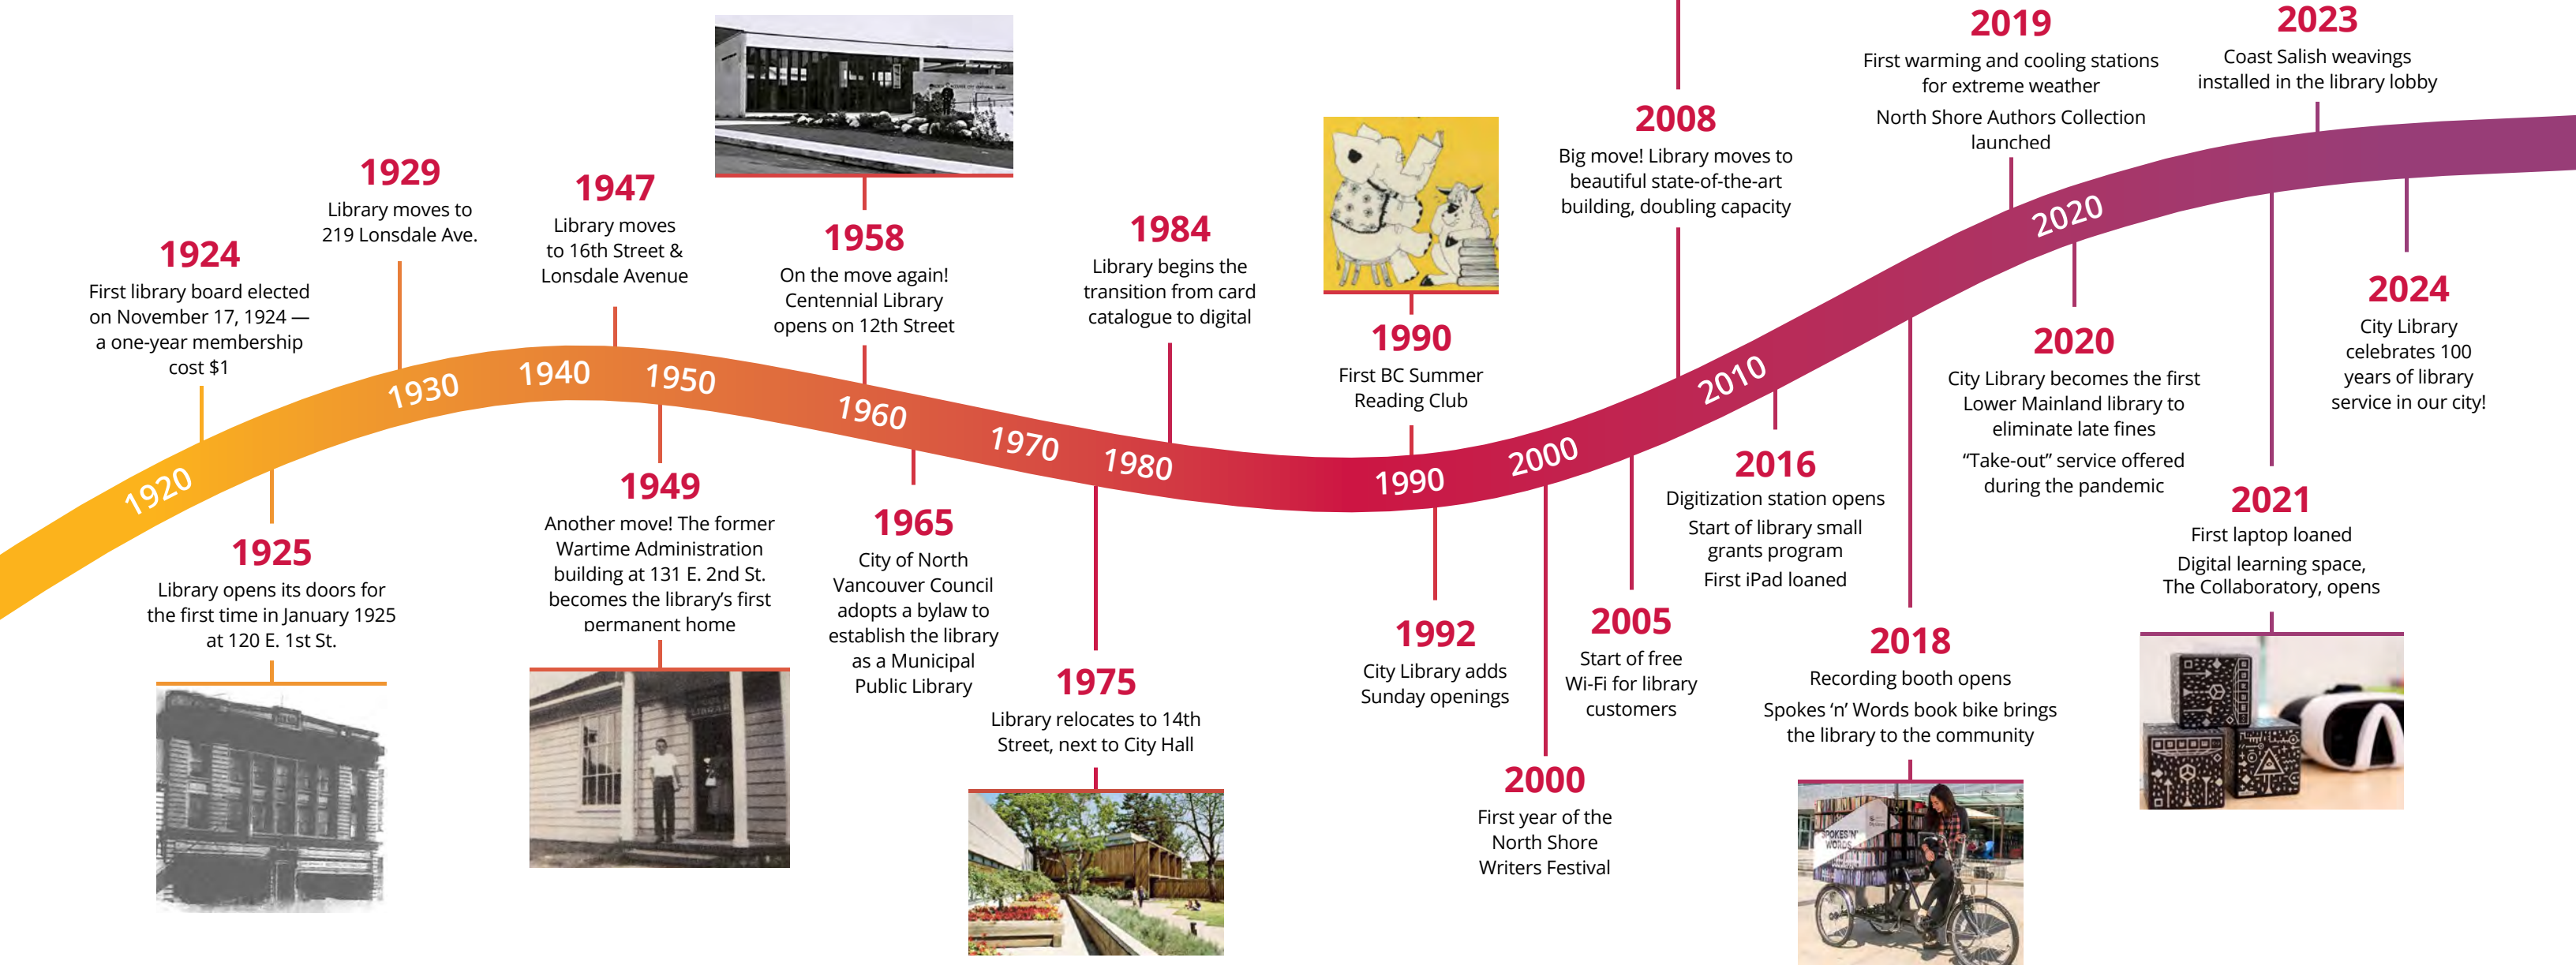 1924
First library board elected
on November 17, 1924 —
a one-year membership
cost $1
1925
Library opens its doors for
the first time in January 1925
at 120 E. 1st St.
1929
Library moves to
219 Lonsdale Ave.
1947
Library moves
to 16th Street &
Lonsdale Avenue
1949
Another move! The former
Wartime Administration
building at 131 E. 2nd St.
becomes the library’s first
permanent home
1958
On the move again!
Centennial Library
opens on 12th Street
1965
City of North
Vancouver Council
adopts a bylaw to
establish the library
as a Municipal
Public Library
1975
Library relocates to 14th
Street, next to City Hall
1984
Library begins the
transition from card
catalogue to digital
1990
First BC Summer
Reading Club
1992
City Library adds
Sunday openings
2000
First year of the
North Shore
Writers Festival
2005
Start of free
Wi-Fi for library
customers
2008
Big move! Library moves to
beautiful state-of-the-art
building, doubling capacity
2016
Digitization station opens
Start of library small
grants program
First iPad loaned
2018
Recording booth opens
Spokes ‘n’ Words book bike brings
the library to the community
SPOKES 'N'
WORDS
2019
First warming and cooling stations
for extreme weather
North Shore Authors Collection
launched
2020
City Library becomes the first
Lower Mainland library to
eliminate late fines
“Take-out” service offered
during the pandemic
2021
First laptop loaned
Digital learning space,
The Collaboratory, opens
2023
Coast Salish weavings
installed in the library lobby
2024
City Library
celebrates 100
years of library
service in our city!
1920
1930
1940
1950
1960
1970
1980
1990
2000
2010
2020